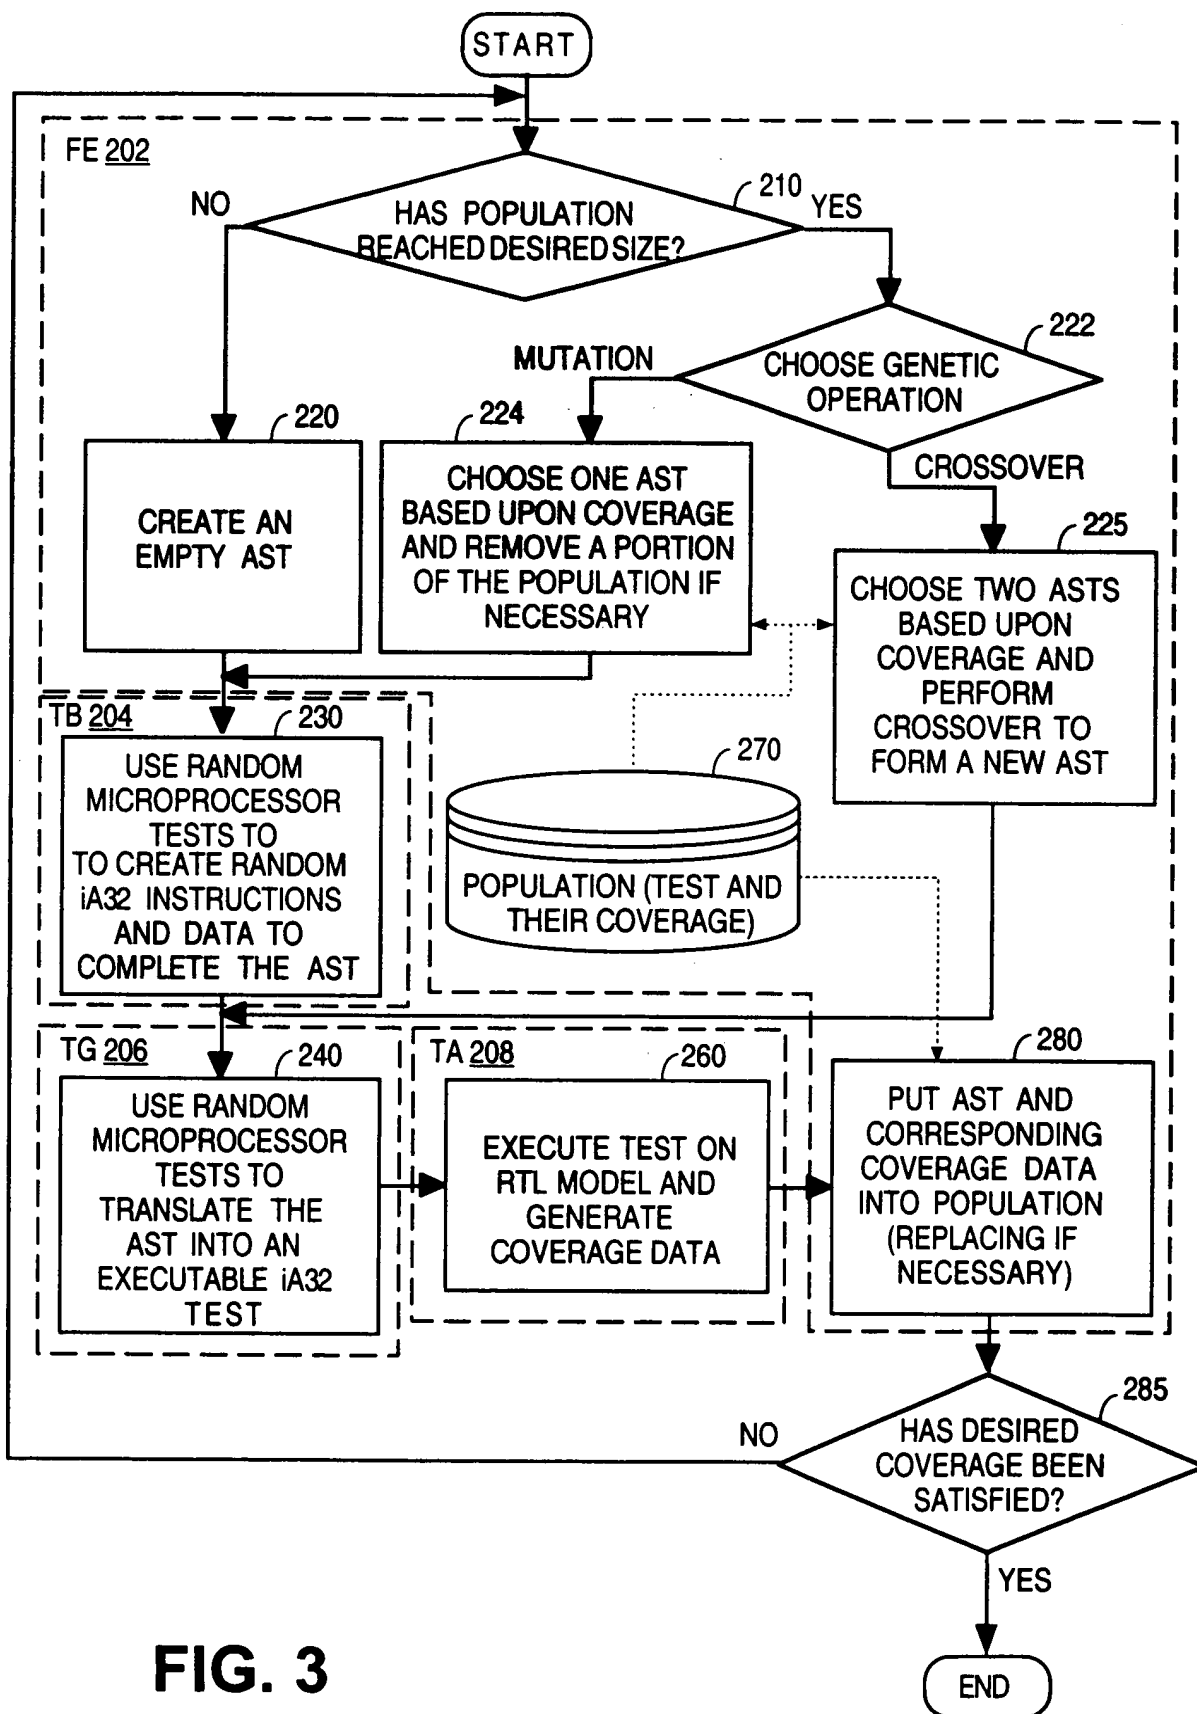 START
FE 202
210
NO
YES
HAS POPULATION
REACHED DESIRED SIZE?
222
MUTATION
CHOOSE GENETIC
OPERATION
CROSSOVER
220
CREATE AN
EMPTY AST
224
CHOOSE ONE AST
BASED UPON COVERAGE
AND REMOVE A PORTION
OF THE POPULATION IF
NECESSARY
225
CHOOSE TWO ASTS
BASED UPON
COVERAGE AND
PERFORM
CROSSOVER TO
FORM A NEW AST
TB 204
230
USE RANDOM
MICROPROCESSOR
TESTS TO
TO CREATE RANDOM
iA32 INSTRUCTIONS
AND DATA TO
COMPLETE THE AST
270
POPULATION (TEST AND
THEIR COVERAGE)
TG 206
240
USE RANDOM
MICROPROCESSOR
TESTS TO
TRANSLATE THE
AST INTO AN
EXECUTABLE iA32
TEST
TA 208
260
EXECUTE TEST ON
RTL MODEL AND
GENERATE
COVERAGE DATA
280
PUT AST AND
CORRESPONDING
COVERAGE DATA
INTO POPULATION
(REPLACING IF
NECESSARY)
285
NO
HAS DESIRED
COVERAGE BEEN
SATISFIED?
YES
END
FIG. 3